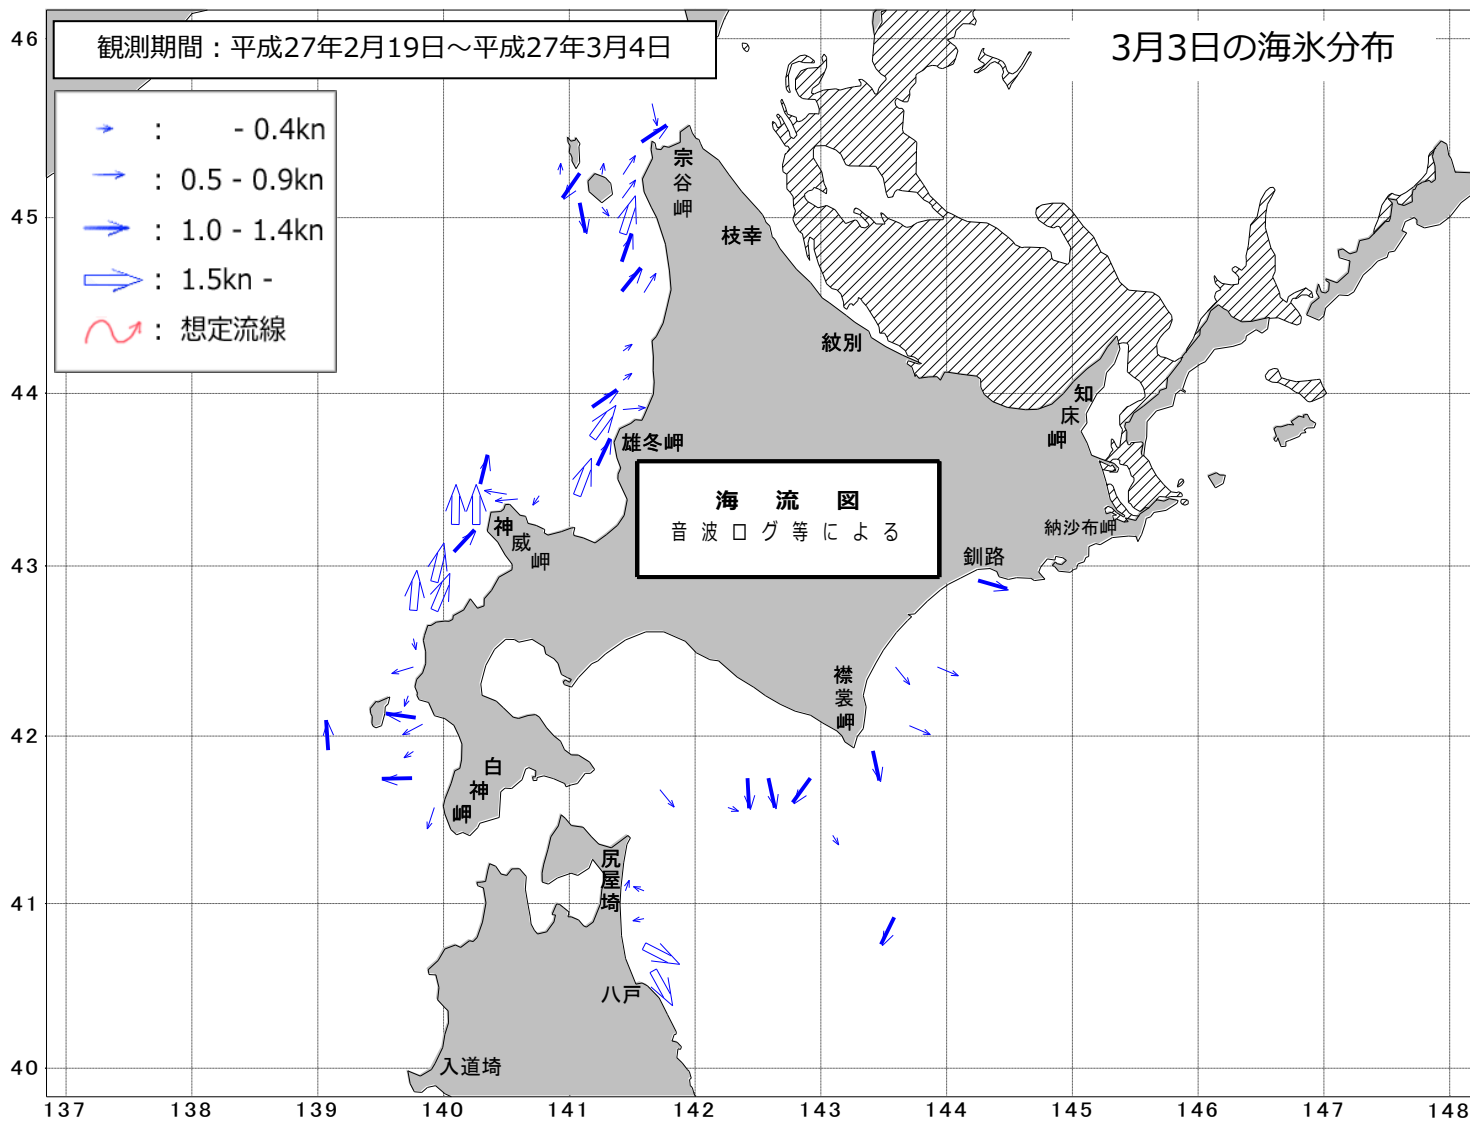 観測期間：平成27年2月19日～平成27年3月4日
3月3日の海氷分布
： - 0.4kn
： 0.5 - 0.9kn
： 1.0 - 1.4kn
： 1.5kn -
： 想定流線
宗谷岬
枝幸
紋別
知床岬
雄冬岬
海 流 図
音 波 ロ グ 等 に よ る
納沙布岬
釧路
神威岬
襟裳岬
白神岬
尻屋埼
八戸
入道埼
46
45
44
43
42
41
40
137 138 139 140 141 142 143 144 145 146 147 148